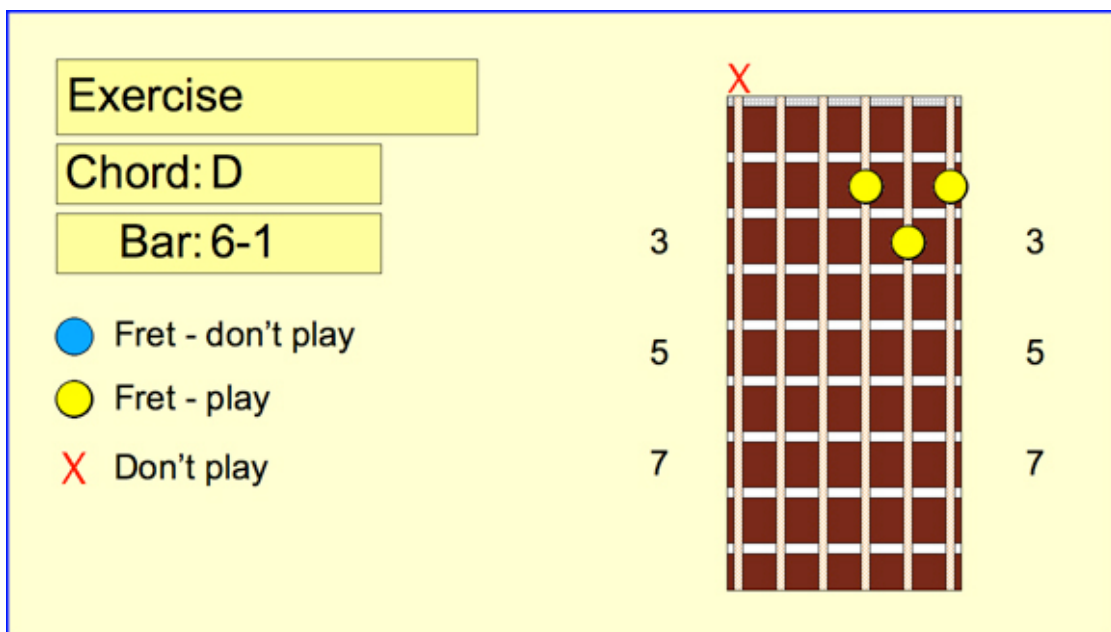 Exercise
Chord: D
Bar: 6-1
Fret - don't play
Fret - play
X Don't play
X
3 3
5 5
7 7